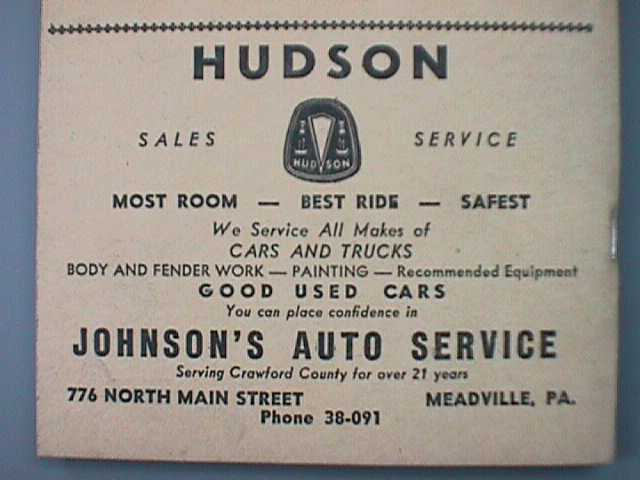 HUDSON
SALES
HUDSON
SERVICE
MOST ROOM — BEST RIDE — SAFEST
We Service All Makes of
CARS AND TRUCKS
BODY AND FENDER WORK — PAINTING — Recommended Equipment
GOOD USED CARS
You can place confidence in
JOHNSON'S AUTO SERVICE
Serving Crawford County for over 21 years
776 NORTH MAIN STREET MEADVILLE, PA.
Phone 38-091